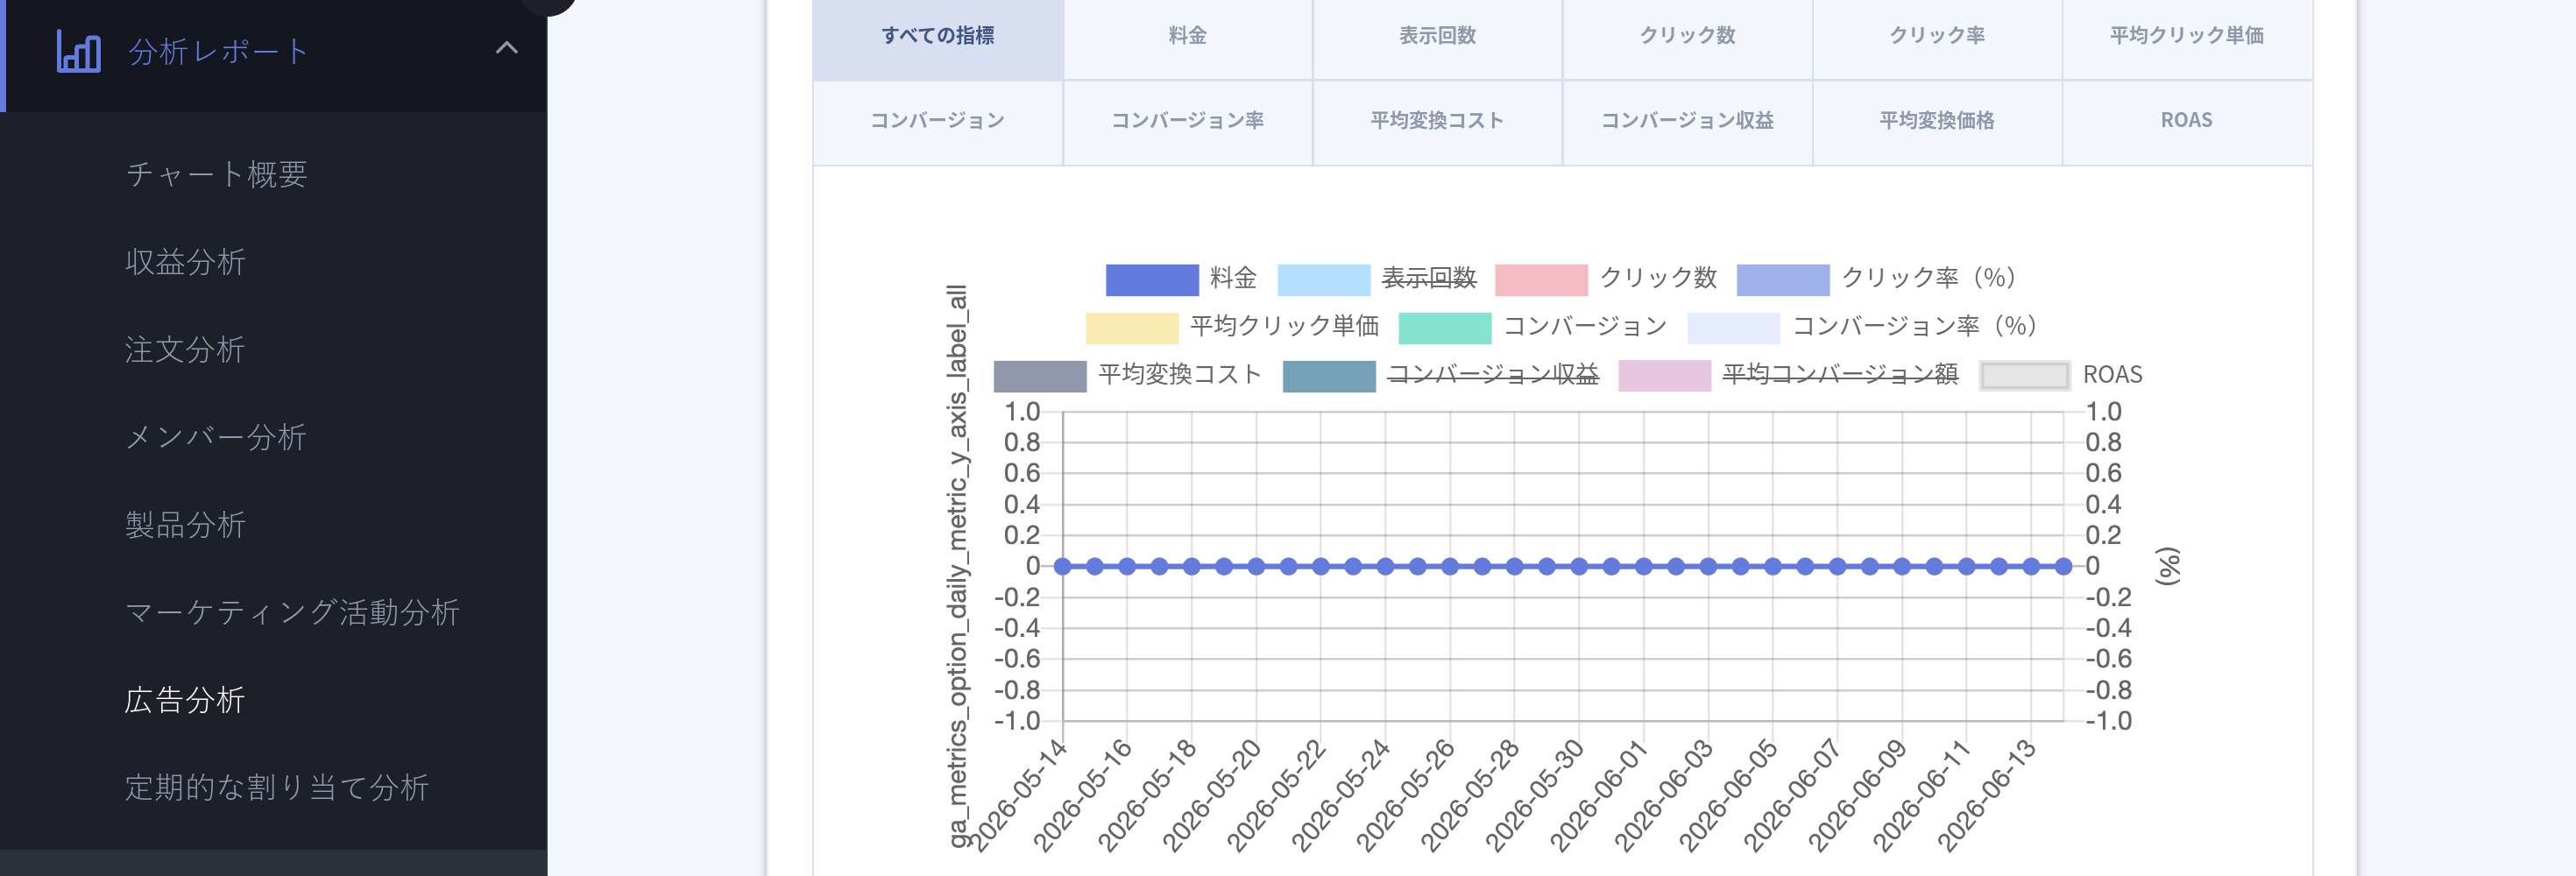 分析レポート
チャート概要
収益分析
注文分析
メンバー分析
製品分析
マーケティング活動分析
広告分析
定期的な割り当て分析
すべての指標 料金 表示回数 クリック数 クリック率 平均クリック単価
コンバージョン コンバージョン率 平均変換コスト コンバージョン収益 平均変換価格 ROAS
料金 表示回数 クリック数 クリック率（%）
平均クリック単価 コンバージョン コンバージョン率（%）
平均変換コスト コンバージョン収益 平均コンバージョン額 ROAS
ga_metrics_option_daily_metric_y_axis_label_all
1.0 1.0
0.8 0.8
0.6 0.6
0.4 0.4
0.2 0.2
0 0
-0.2 -0.2
-0.4 -0.4
-0.6 -0.6
-0.8 -0.8
-1.0 -1.0
(%)
2026-05-14 2026-05-16 2026-05-18 2026-05-20 2026-05-22 2026-05-24 2026-05-26 2026-05-28 2026-05-30 2026-06-01 2026-06-03 2026-06-05 2026-06-07 2026-06-09 2026-06-11 2026-06-13